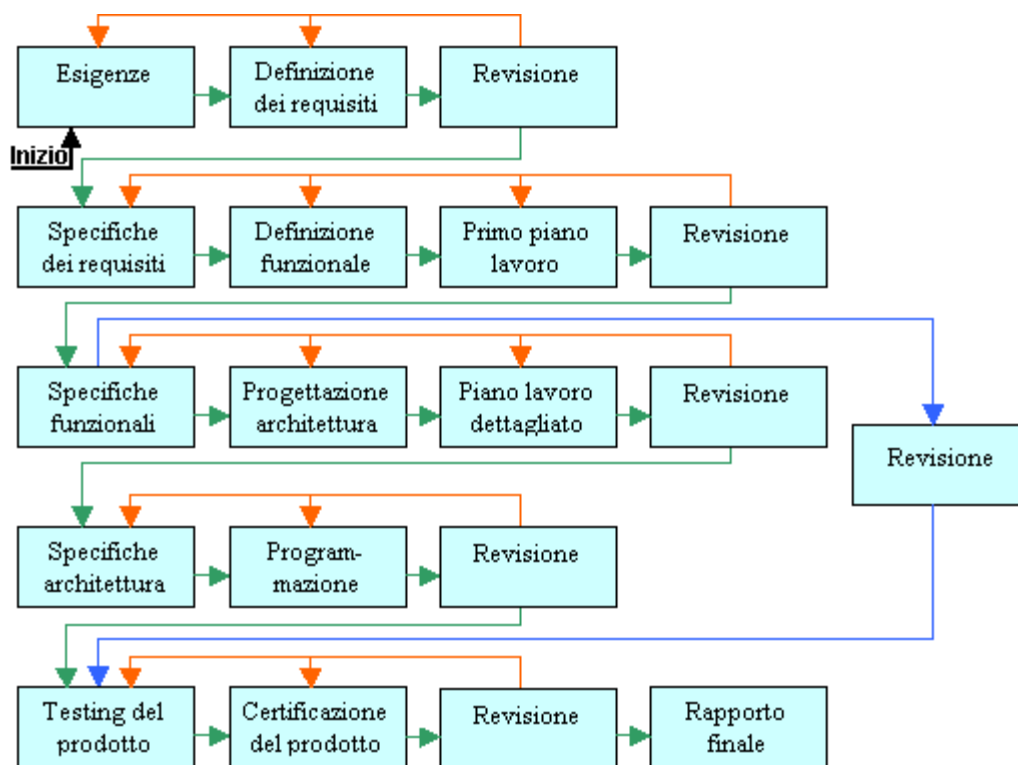 Esigenze
Definizione
dei requisiti
Revisione
Inizio
Specifiche
dei requisiti
Definizione
funzionale
Primo piano
lavoro
Revisione
Specifiche
funzionali
Progettazione
architettura
Piano lavoro
dettagliato
Revisione
Revisione
Specifiche
architettura
Program-
mazione
Revisione
Testing del
prodotto
Certificazione
del prodotto
Revisione
Rapporto
finale